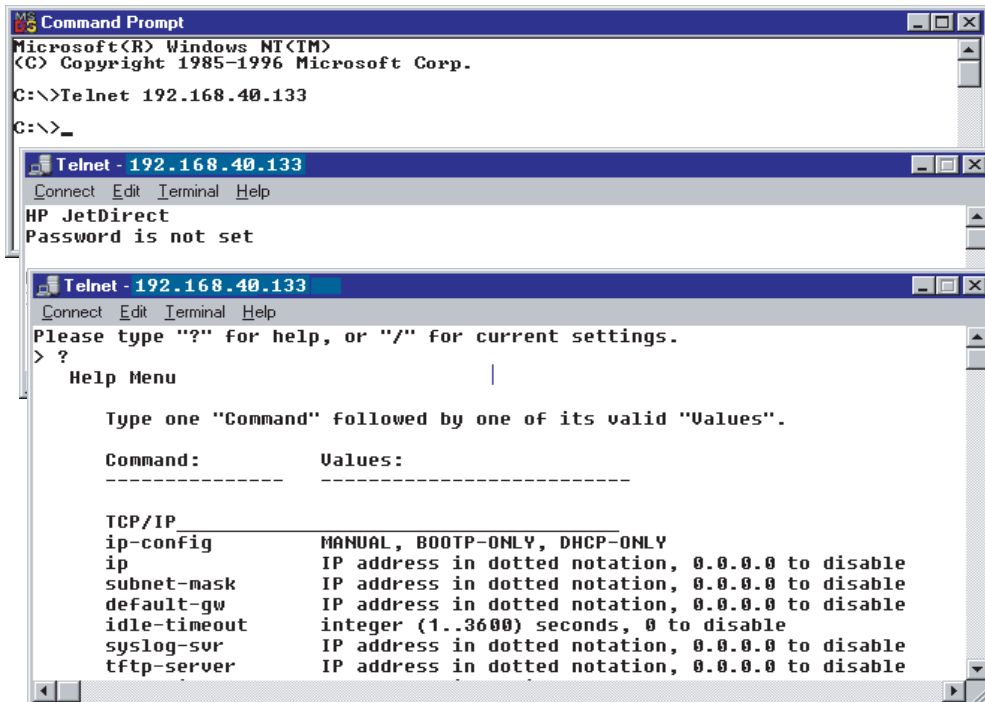 Command Prompt
Microsoft(R) Windows NT(TM)
(C) Copyright 1985-1996 Microsoft Corp.
C:\>Telnet 192.168.40.133
C:\>_
Telnet - 192.168.40.133
Connect Edit Terminal Help
HP JetDirect
Password is not set
Telnet - 192.168.40.133
Connect Edit Terminal Help
Please type "?" for help, or "/" for current settings.
> ?
Help Menu
Type one "Command" followed by one of its valid "Values".
Command: Values:
--------------- --------------------------
TCP/IP_____________________________________
ip-config MANUAL, BOOTP-ONLY, DHCP-ONLY
ip IP address in dotted notation, 0.0.0.0 to disable
subnet-mask IP address in dotted notation, 0.0.0.0 to disable
default-gw IP address in dotted notation, 0.0.0.0 to disable
idle-timeout integer (1..3600) seconds, 0 to disable
syslog-svr IP address in dotted notation, 0.0.0.0 to disable
tftp-server IP address in dotted notation, 0.0.0.0 to disable